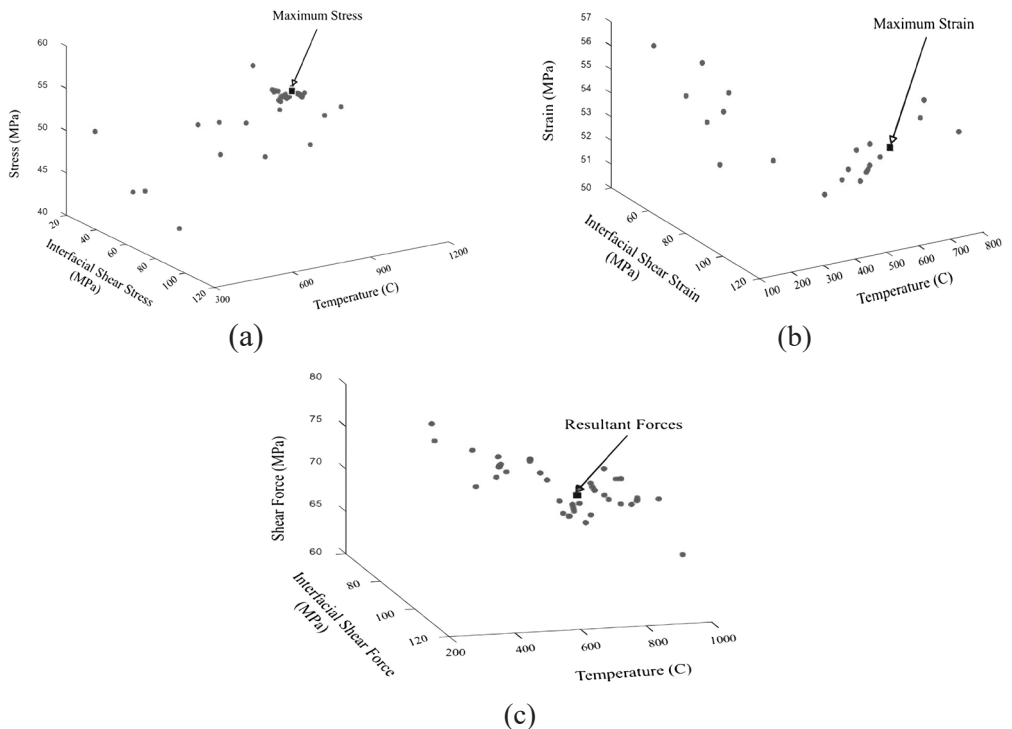 Maximum Stress
60
55
50
45
40
Stress (MPa)
20
40
60
80
100
120
Interfacial Shear Stress
(MPa)
300
600
900
1200
Temperature (C)
(a)
Maximum Strain
57
56
55
54
53
52
51
50
Strain (MPa)
60
80
100
120
Interfacial Shear Strain
(MPa)
100
200
300
400
500
600
700
800
Temperature (C)
(b)
Resultant Forces
80
75
70
65
60
Shear Force (MPa)
80
100
120
Interfacial Shear Force
(MPa)
200
400
600
800
1000
Temperature (C)
(c)